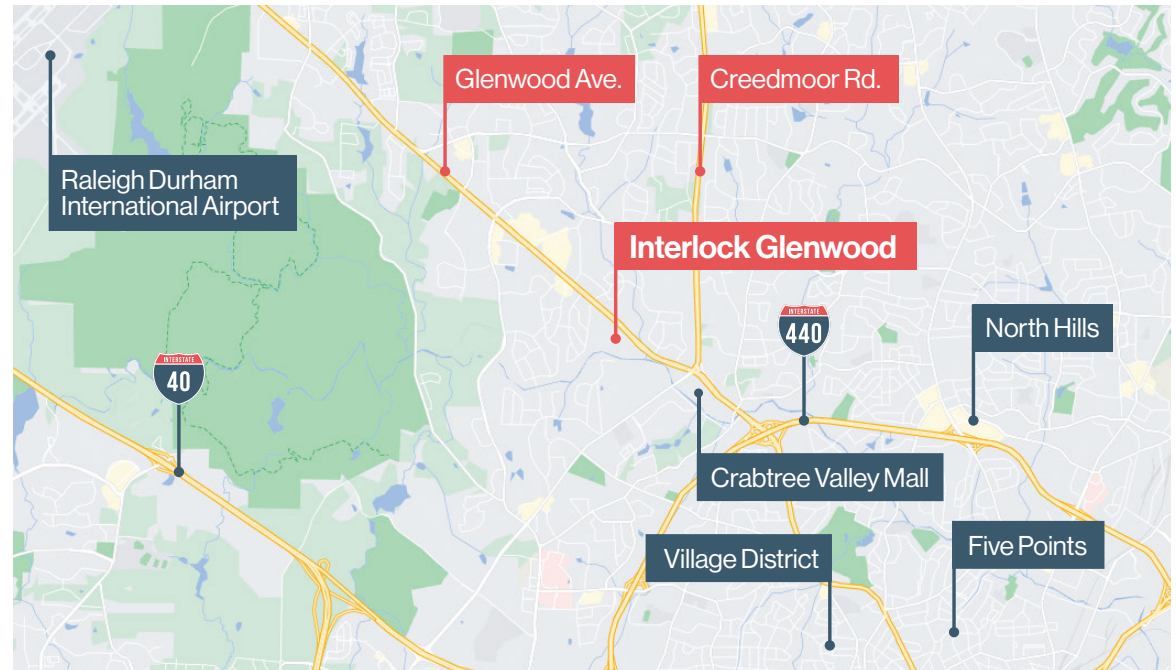 Glenwood Ave.
Creedmoor Rd.
Raleigh Durham
International Airport
Interlock Glenwood
INTERSTATE
440
North Hills
INTERSTATE
40
Crabtree Valley Mall
Village District
Five Points